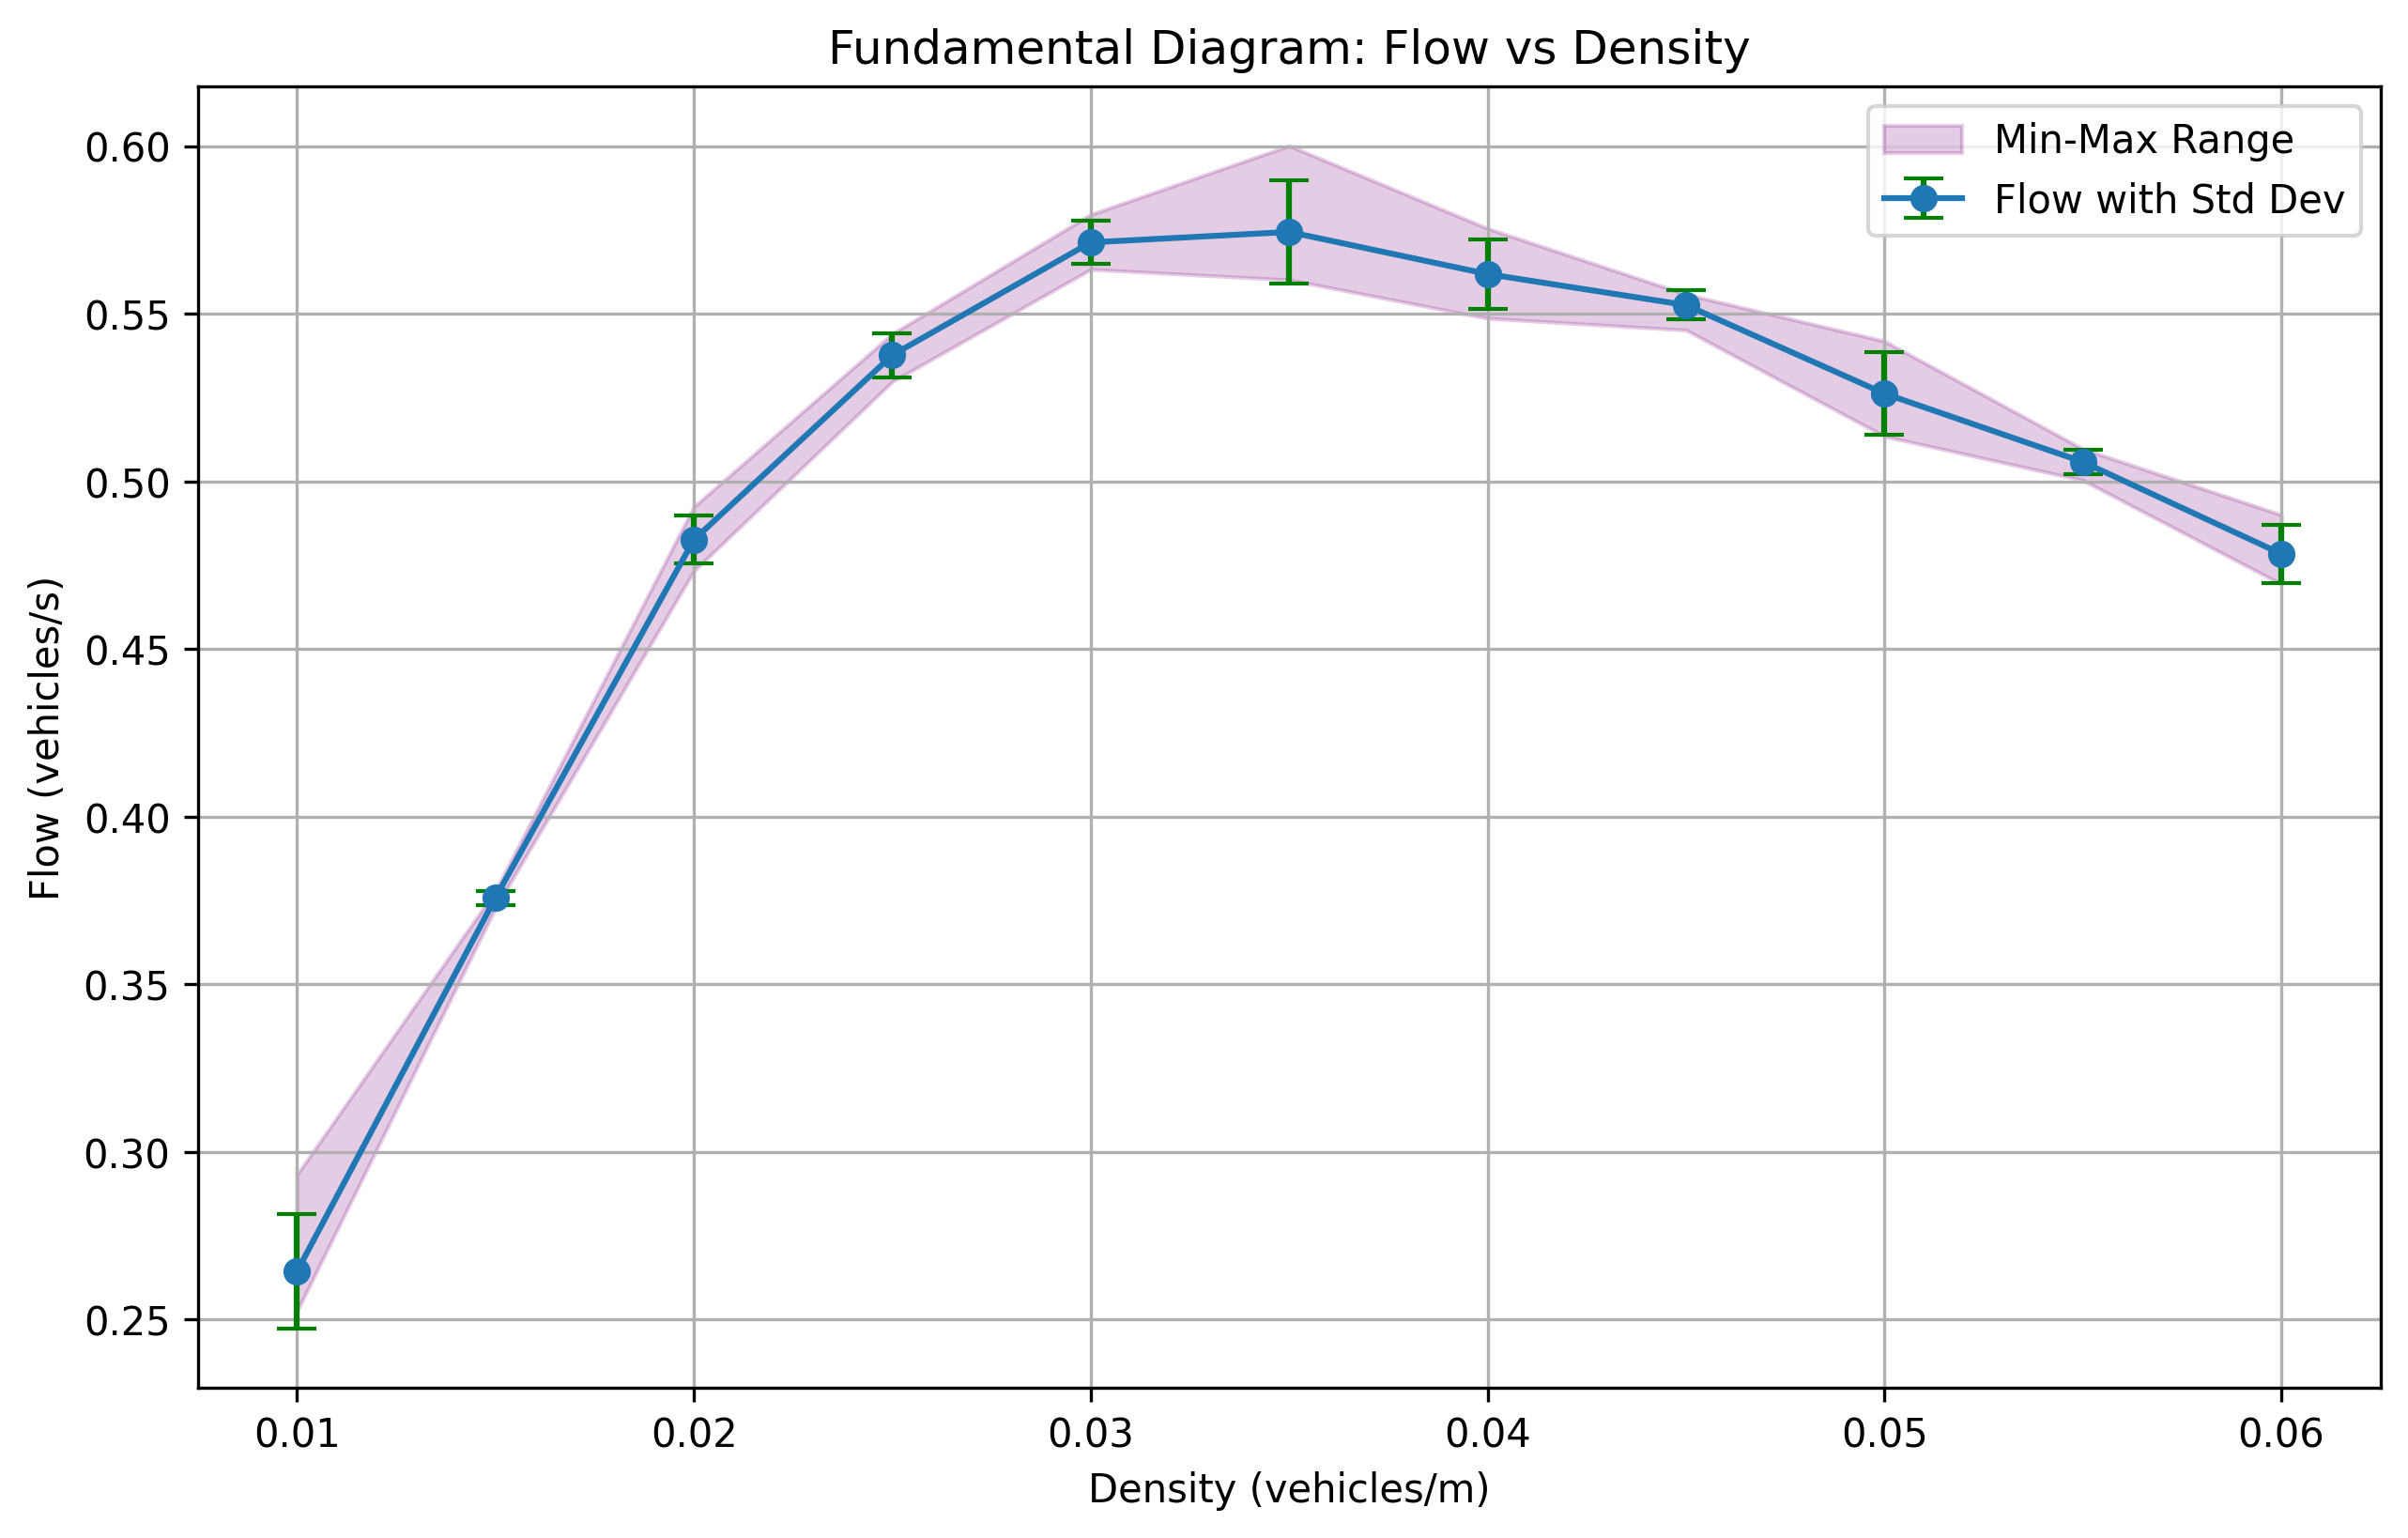 Fundamental Diagram: Flow vs Density
Min-Max Range
Flow with Std Dev
Flow (vehicles/s)
0.60
0.55
0.50
0.45
0.40
0.35
0.30
0.25
0.01 0.02 0.03 0.04 0.05 0.06
Density (vehicles/m)